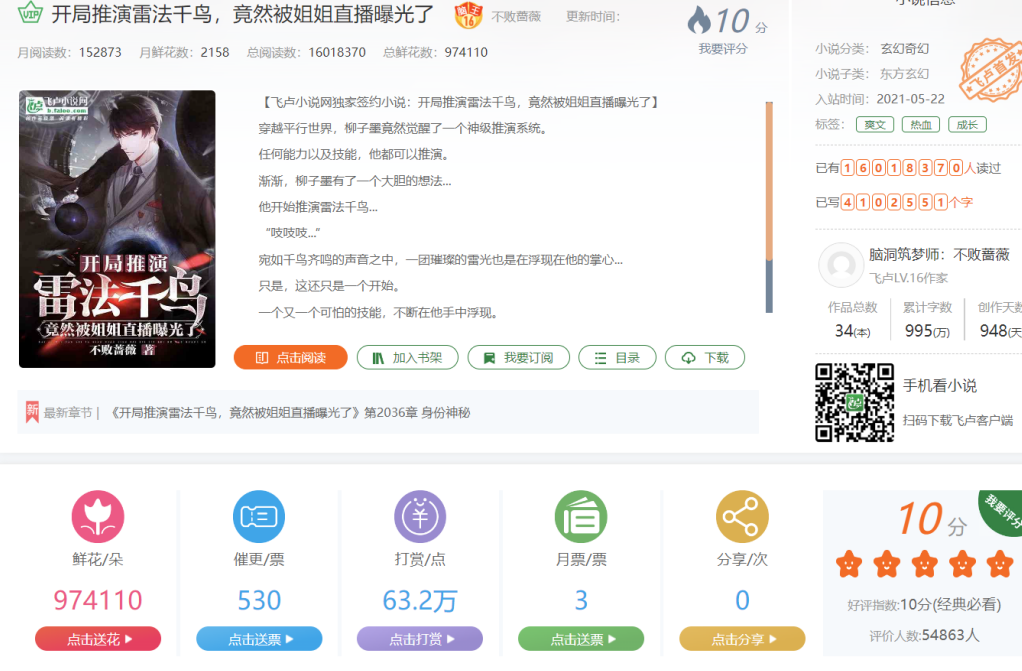 VIP 开局推演雷法千鸟，竟然被姐姐直播曝光了 16 不败蔷薇 更新时间：
月阅读数：152873 月鲜花数：2158 总阅读数：16018370 总鲜花数：974110
10 分
我要评分
飞卢小说网
b.faloo.com
开局推演
雷法千鸟
竟然被姐姐直播曝光了
不败蔷薇 著
【飞卢小说网独家签约小说：开局推演雷法千鸟，竟然被姐姐直播曝光了】
穿越平行世界，柳子墨竟然觉醒了一个神级推演系统。
任何能力以及技能，他都可以推演。
渐渐，柳子墨有了一个大胆的想法...
他开始推演雷法千鸟...
“吱吱吱...”
宛如千鸟齐鸣的声音之中，一团璀璨的雷光也是在浮现在他的掌心...
只是，这还只是一个开始。
一个又一个可怕的技能，不断在他手中浮现。
点击阅读 加入书架 我要订阅 目录 下载
新 最新章节 | 《开局推演雷法千鸟，竟然被姐姐直播曝光了》第2036章 身份神秘
小说信息
小说分类： 玄幻奇幻
小说子类： 东方玄幻
入站时间： 2021-05-22
飞卢首发
标签： 爽文 热血 成长
已有16018370人读过
已写4102551个字
脑洞筑梦师：不败蔷薇
飞卢LV.16作家
作品总数 累计字数 创作天数
34(本) 995(万) 948(天
手机看小说
扫码下载飞卢客户端
鲜花/朵 催更/票 打赏/点 月票/票 分享/次
974110 530 63.2万 3 0
点击送花 点击送票 点击打赏 点击送票 点击分享
10 分
我要评分
好评指数:10分(经典必看)
评价人数:54863人